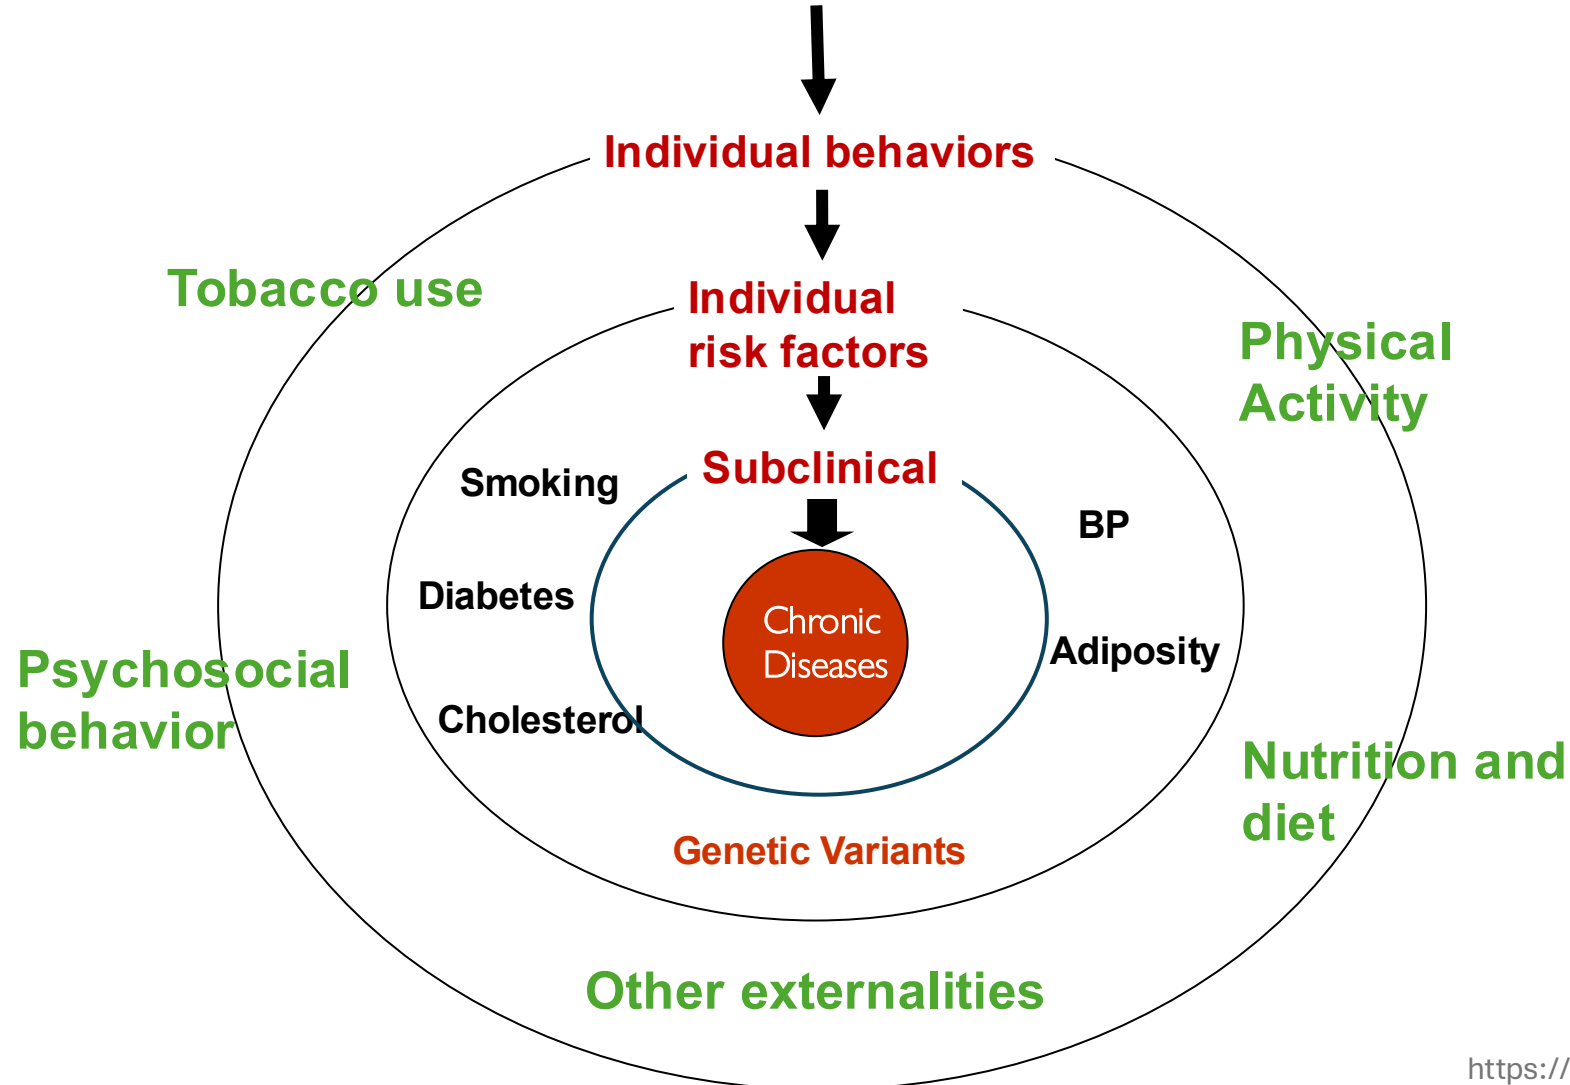 Individual behaviors
Tobacco use
Individual
risk factors
Physical
Activity
Subclinical
Smoking
BP
Diabetes
Chronic
Diseases
Adiposity
Psychosocial
behavior
Cholesterol
Nutrition and
diet
Genetic Variants
Other externalities
https://